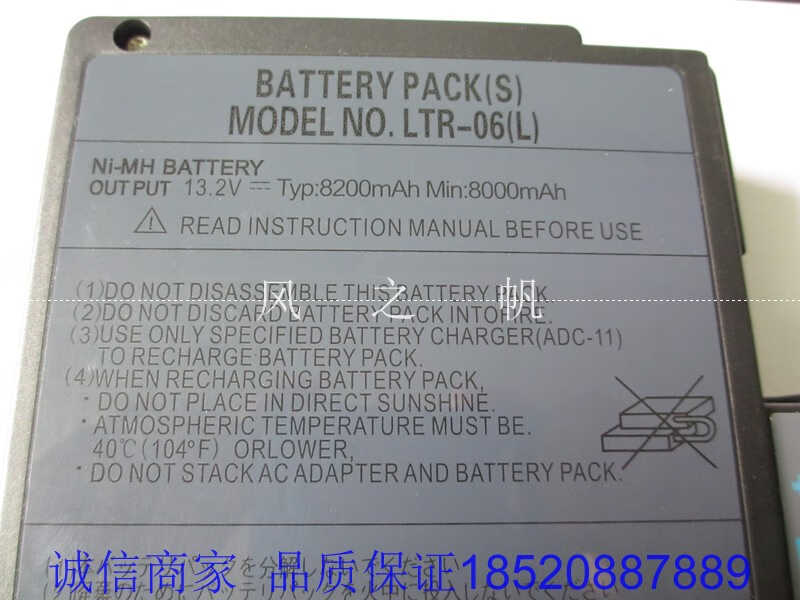 BATTERY PACK(S)
MODEL NO. LTR-06(L)
Ni-MH BATTERY
OUTPUT 13.2V ⎓ Typ:8200mAh Min:8000mAh
⚠ READ INSTRUCTION MANUAL BEFORE USE
(1)DO NOT DISASSEMBLE THIS BATTERY PACK
风之帆
(2)DO NOT DISCARD BATTERY PACK INTOFIRE.
(3)USE ONLY SPECIFIED BATTERY CHARGER(ADC-11)
TO RECHARGE BATTERY PACK.
(4)WHEN RECHARGING BATTERY PACK,
・DO NOT PLACE IN DIRECT SUNSHINE.
・ATMOSPHERIC TEMPERATURE MUST BE.
40℃(104°F) ORLOWER,
・DO NOT STACK AC ADAPTER AND BATTERY PACK.
诚信商家 品质保证18520887889